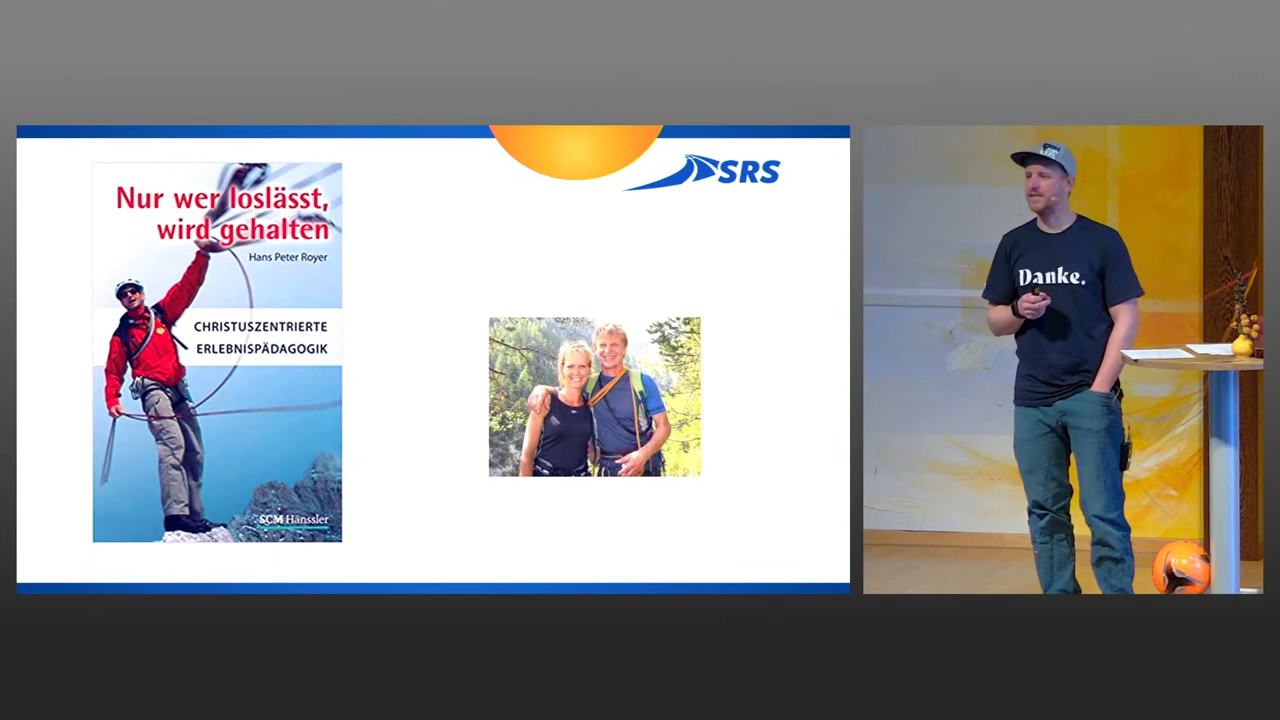 Nur wer loslässt,
wird gehalten
Hans Peter Royer
CHRISTUSZENTRIERTE
ERLEBNISPÄDAGOGIK
SCM Hänssler
SRS
Danke.